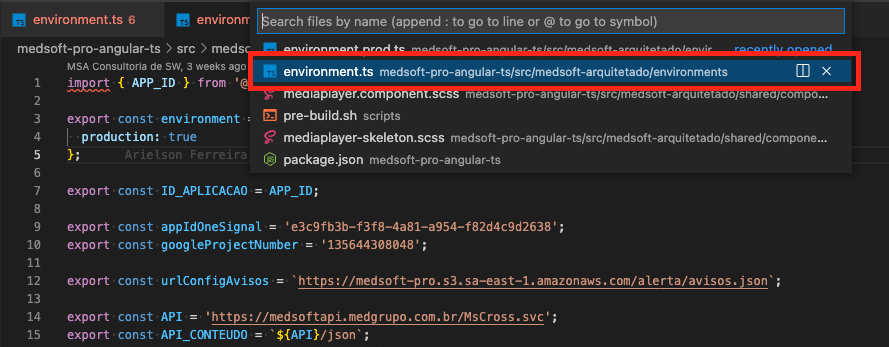 environment.ts 6
environ
Search files by name (append : to go to line or @ to go to symbol)
medsoft-pro-angular-ts > src > medso
environment.prod.ts medsoft-pro-angular-ts/src/medsoft-arquitetado/envir... recently opened
MSA Consultoria de SW, 3 weeks ago
environment.ts medsoft-pro-angular-ts/src/medsoft-arquitetado/environments
1 import { APP_ID } from '@
mediaplayer.component.scss medsoft-pro-angular-ts/src/medsoft-arquitetado/shared/compo...
2
pre-build.sh scripts
3 export const environment =
mediaplayer-skeleton.scss medsoft-pro-angular-ts/src/medsoft-arquitetado/shared/compone...
4 production: true
package.json medsoft-pro-angular-ts
5 }; Arielson Ferreira
6
7 export const ID_APLICACAO = APP_ID;
8
9 export const appIdOneSignal = 'e3c9fb3b-f3f8-4a81-a954-f82d4c9d2638';
10 export const googleProjectNumber = '135644308048';
11
12 export const urlConfigAvisos = `https://medsoft-pro.s3.sa-east-1.amazonaws.com/alerta/avisos.json`;
13
14 export const API = 'https://medsoftapi.medgrupo.com.br/MsCross.svc';
15 export const API_CONTEUDO = `${API}/json`;